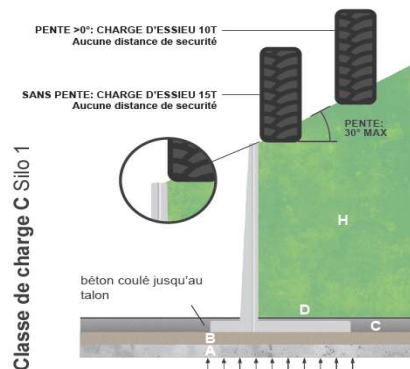 PENTE >0°: CHARGE D'ESSIEU 10T
Aucune distance de securité
SANS PENTE: CHARGE D'ESSIEU 15T
Aucune distance de securité
PENTE:
30° MAX
Classe de charge C Silo 1
H
béton coulé jusqu'au
talon
D
C
B
A